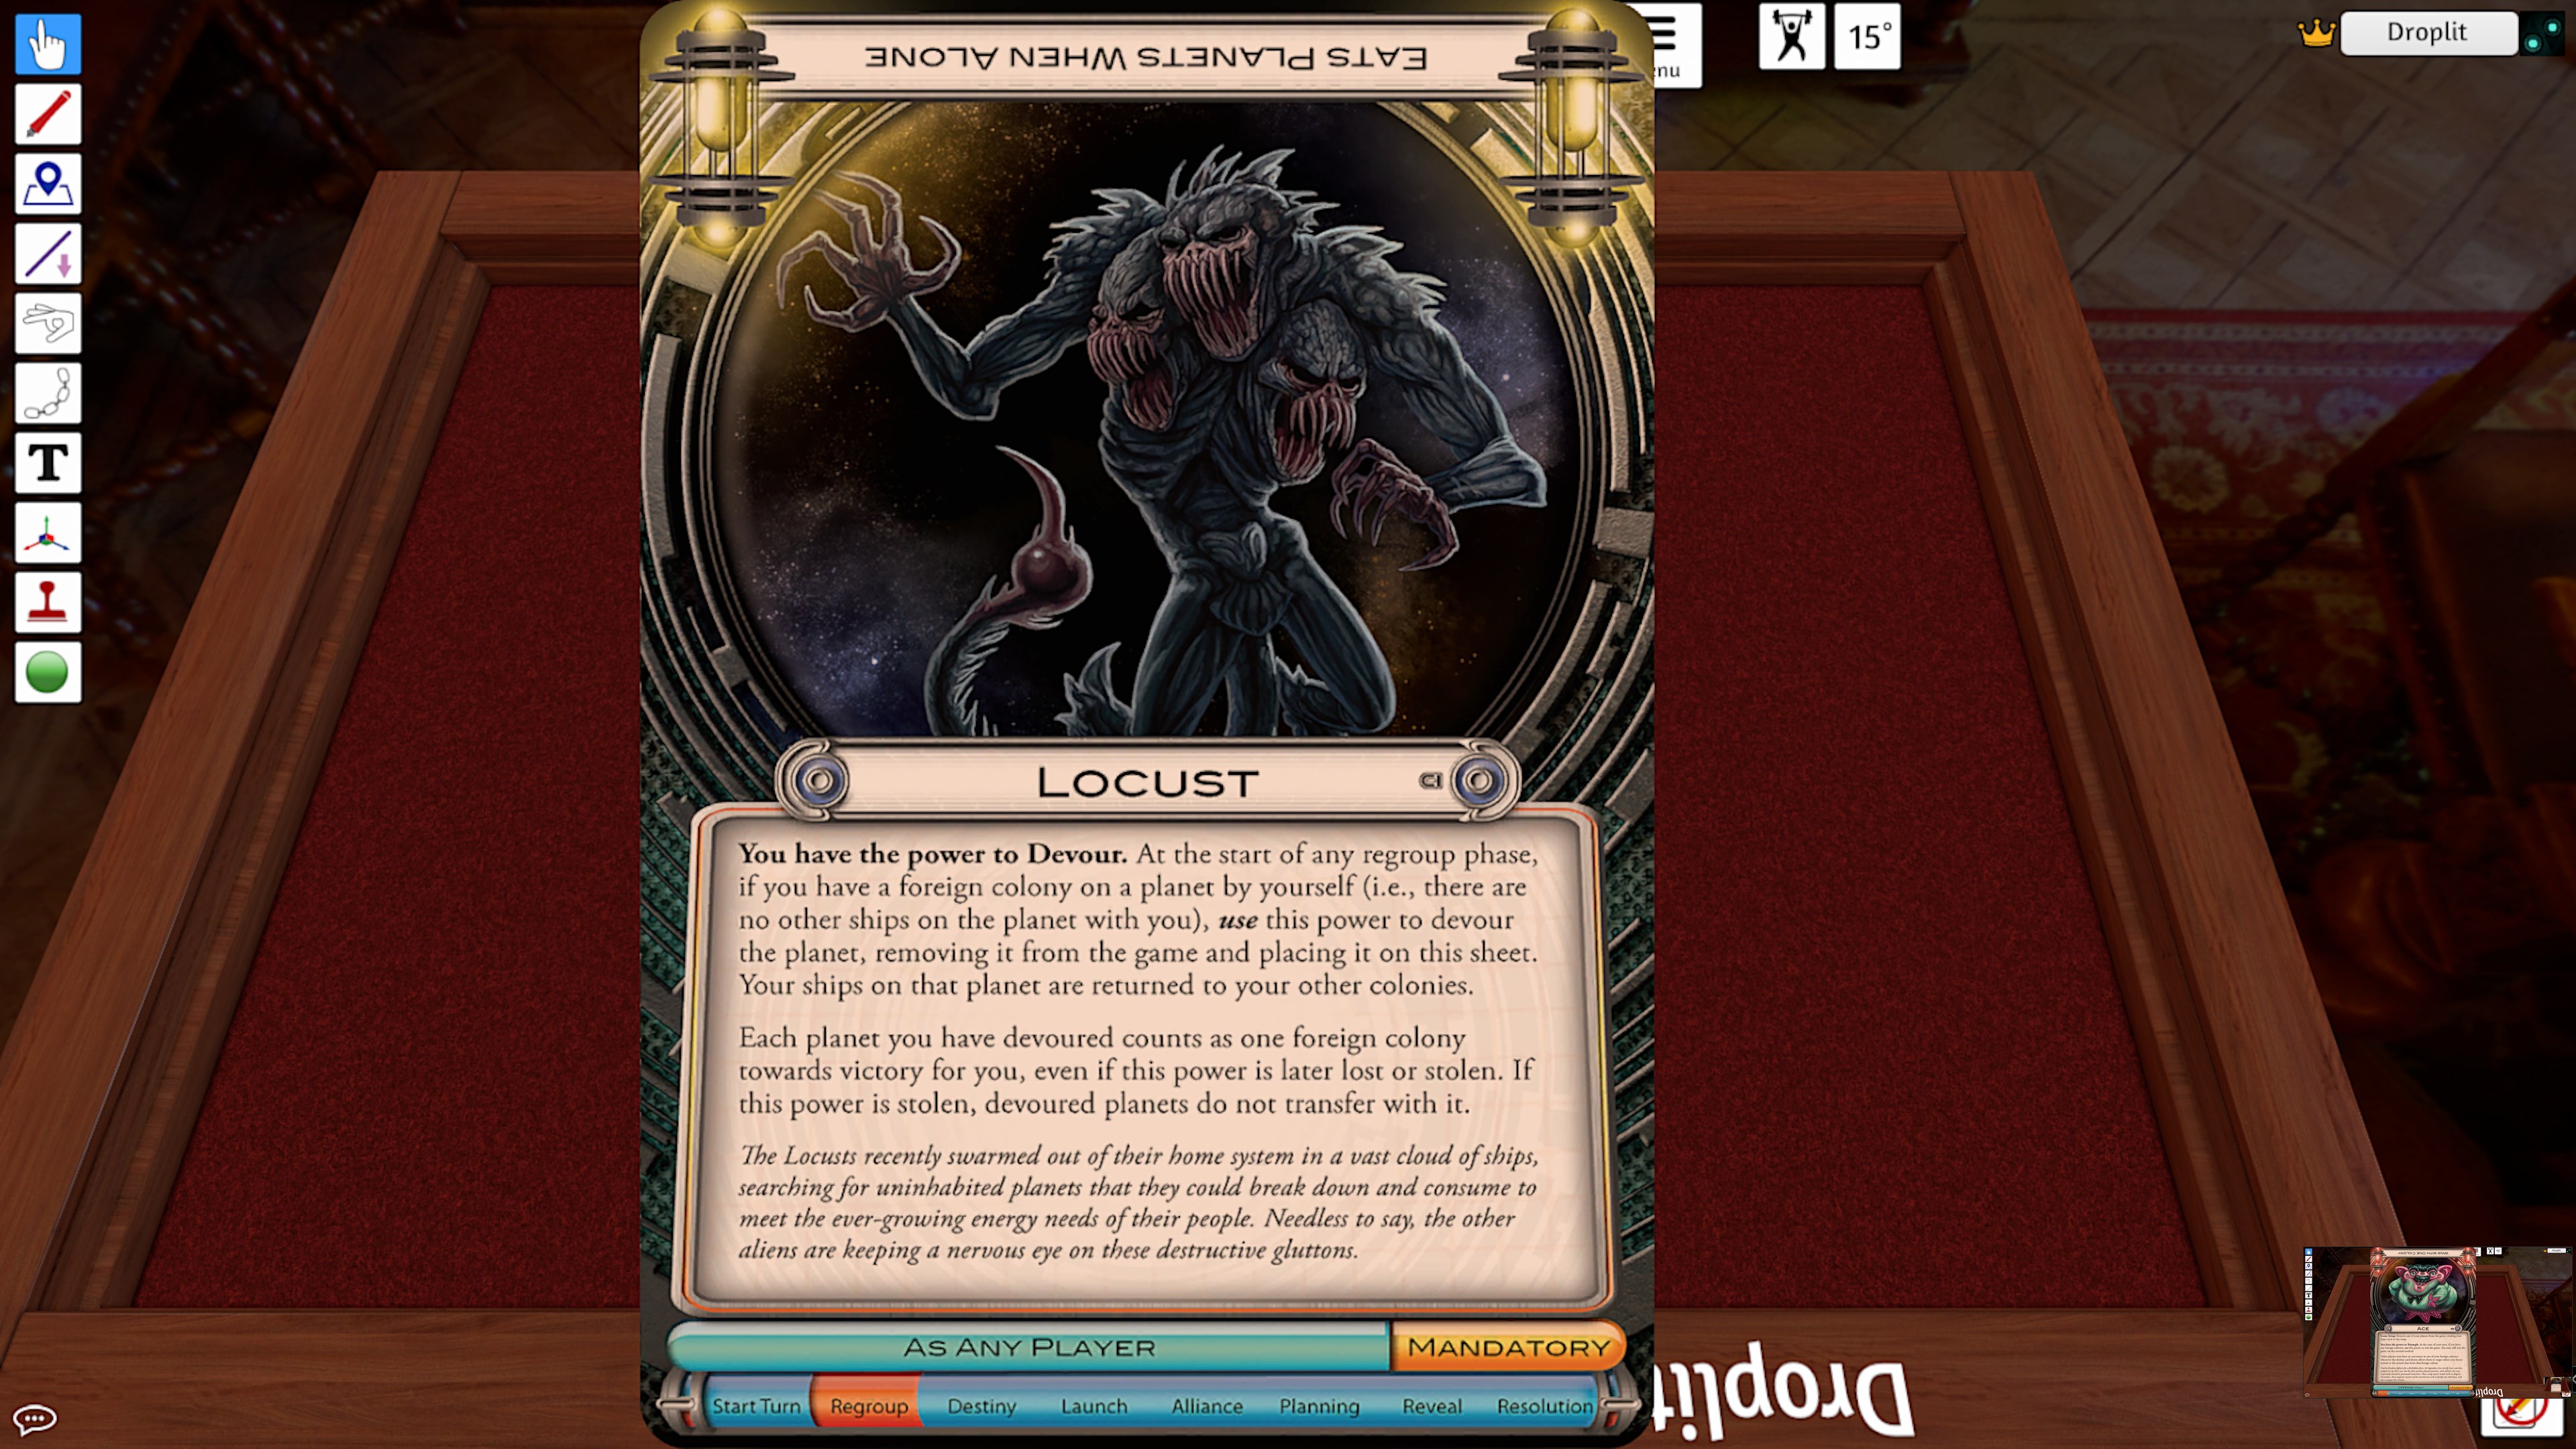 EATS PLANETS WHEN ALONE
nu
15°
Droplit
T
LOCUST
You have the power to Devour. At the start of any regroup phase,
if you have a foreign colony on a planet by yourself (i.e., there are
no other ships on the planet with you), use this power to devour
the planet, removing it from the game and placing it on this sheet.
Your ships on that planet are returned to your other colonies.
Each planet you have devoured counts as one foreign colony
towards victory for you, even if this power is later lost or stolen. If
this power is stolen, devoured planets do not transfer with it.
The Locusts recently swarmed out of their home system in a vast cloud of ships,
searching for uninhabited planets that they could break down and consume to
meet the ever-growing energy needs of their people. Needless to say, the other
aliens are keeping a nervous eye on these destructive gluttons.
AS ANY PLAYER MANDATORY
Start Turn Regroup Destiny Launch Alliance Planning Reveal Resolution
Droplit